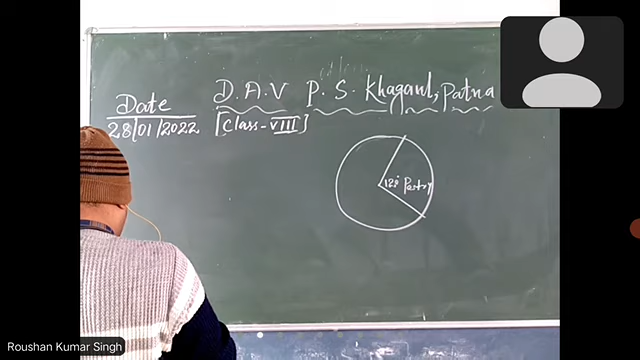 D.A.V P. S. Khagaul, Patna
Date
28/01/2022 [Class-VIII]
120° Pastry
Roushan Kumar Singh